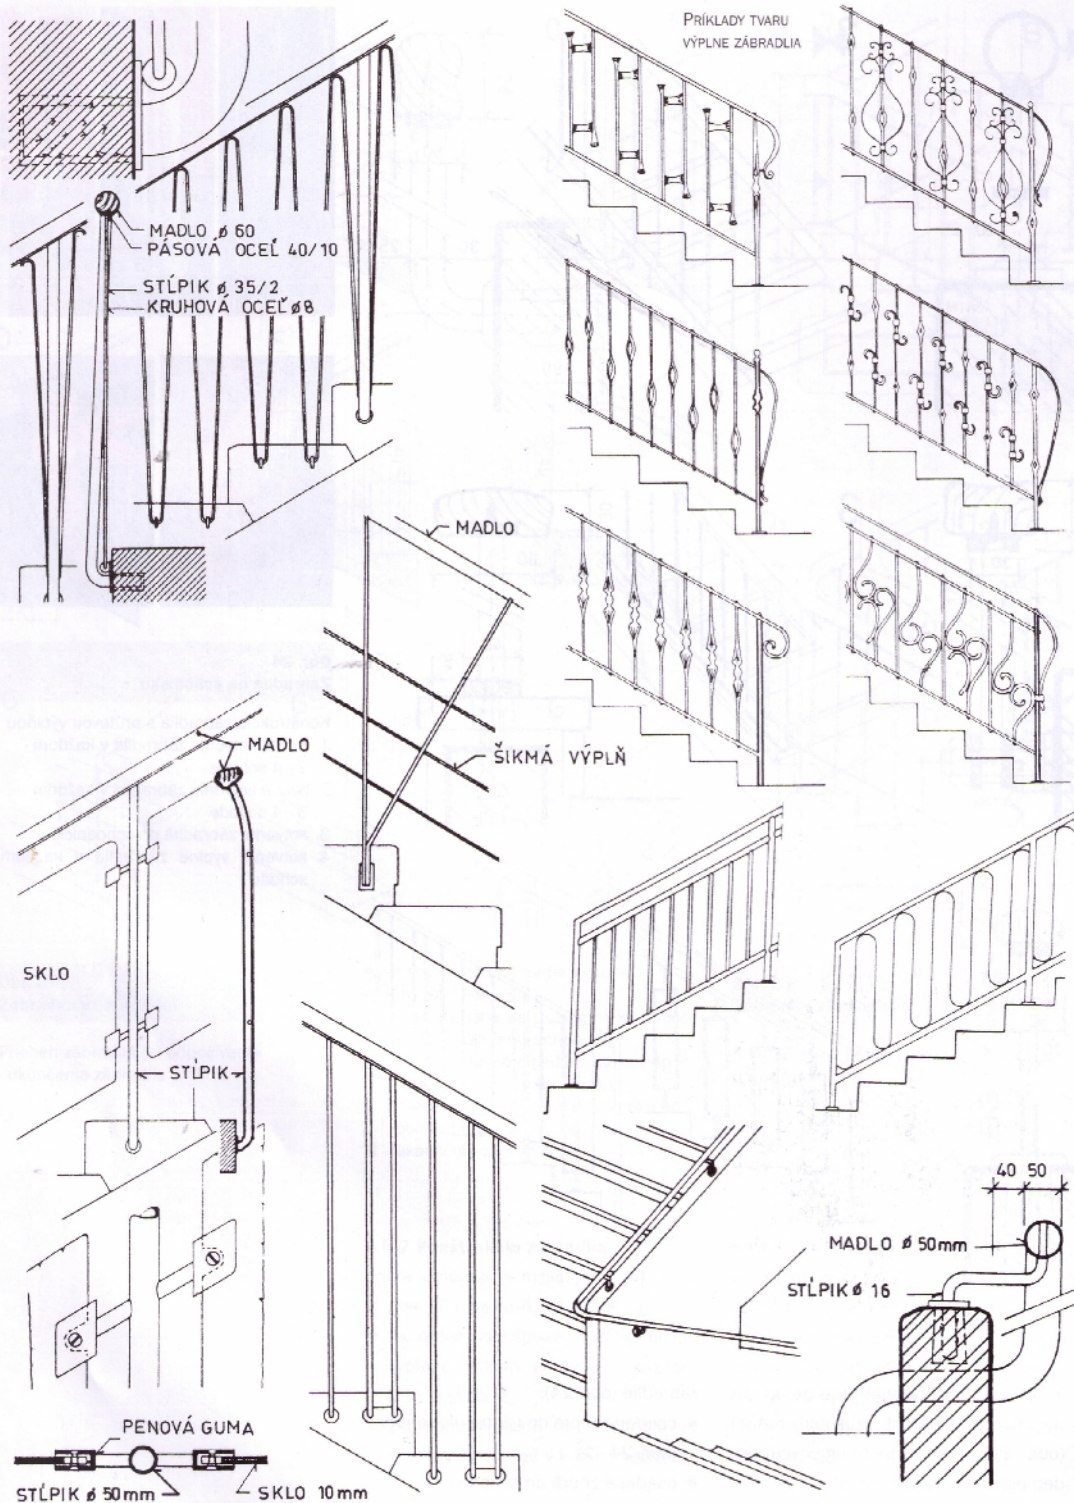 PRÍKLADY TVARU
VÝPLNE ZÁBRADLIA
MADLO ø 60
PÁSOVÁ OCEĽ 40/10
STĹPIK ø 35/2
KRUHOVÁ OCEĽ ø8
MADLO
ŠIKMÁ VÝPLŇ
MADLO
SKLO
STĹPIK
40 50
MADLO ø 50mm
STĹPIK ø 16
PENOVÁ GUMA
STĹPIK ø 50mm
SKLO 10mm